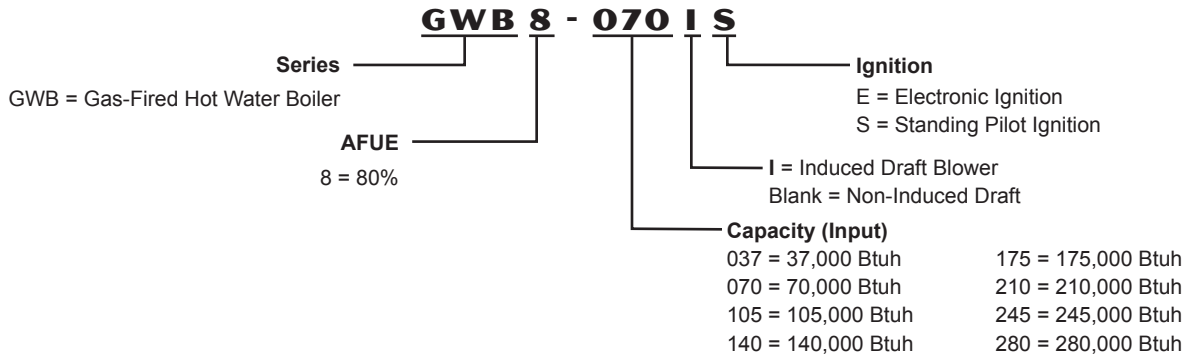 GWB 8 - 070 I S
Series
GWB = Gas-Fired Hot Water Boiler
AFUE
8 = 80%
Ignition
E = Electronic Ignition
S = Standing Pilot Ignition
I = Induced Draft Blower
Blank = Non-Induced Draft
Capacity (Input)
037 = 37,000 Btuh 175 = 175,000 Btuh
070 = 70,000 Btuh 210 = 210,000 Btuh
105 = 105,000 Btuh 245 = 245,000 Btuh
140 = 140,000 Btuh 280 = 280,000 Btuh